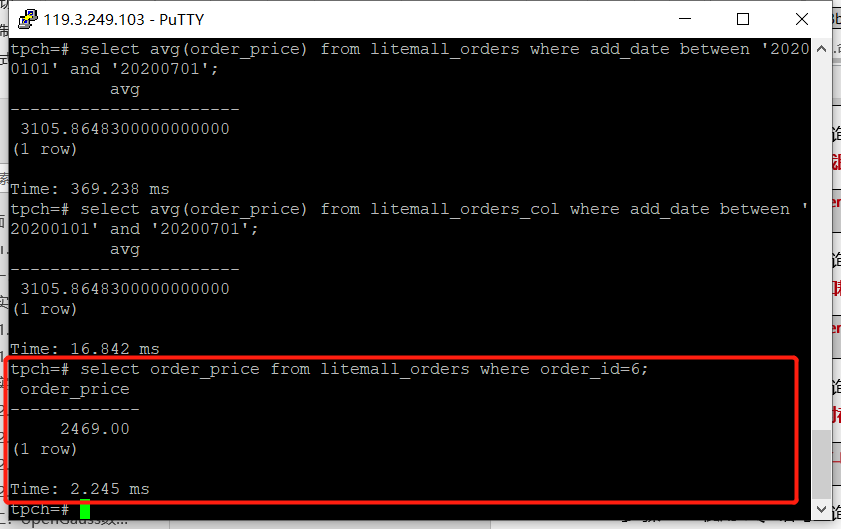 119.3.249.103 - PuTTY
tpch=# select avg(order_price) from litemall_orders where add_date between '2020
0101' and '20200701';
avg
------------------------
3105.8648300000000000
(1 row)
Time: 369.238 ms
tpch=# select avg(order_price) from litemall_orders_col where add_date between '
20200101' and '20200701';
avg
------------------------
3105.8648300000000000
(1 row)
Time: 16.842 ms
tpch=# select order_price from litemall_orders where order_id=6;
order_price
-------------
2469.00
(1 row)
Time: 2.245 ms
tpch=#